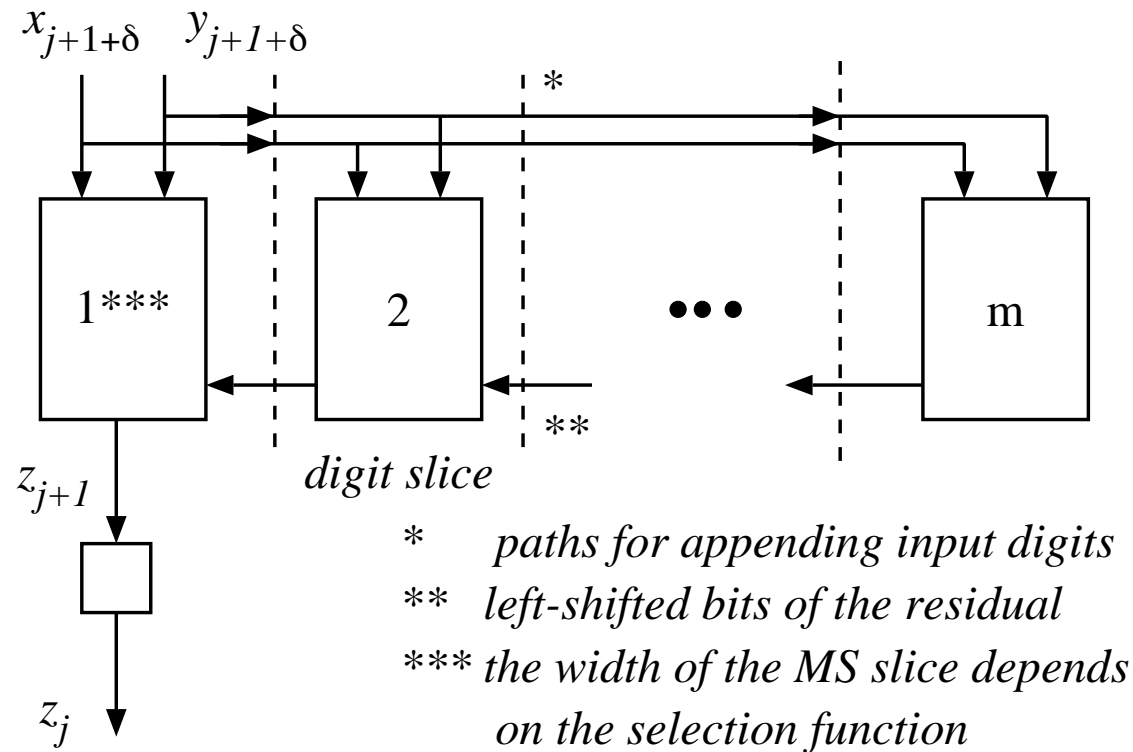 x_{j+1+δ} y_{j+1+δ}
*
1*** 2 ••• m
**
digit slice
z_{j+1}
* paths for appending input digits
** left-shifted bits of the residual
*** the width of the MS slice depends
on the selection function
z_j